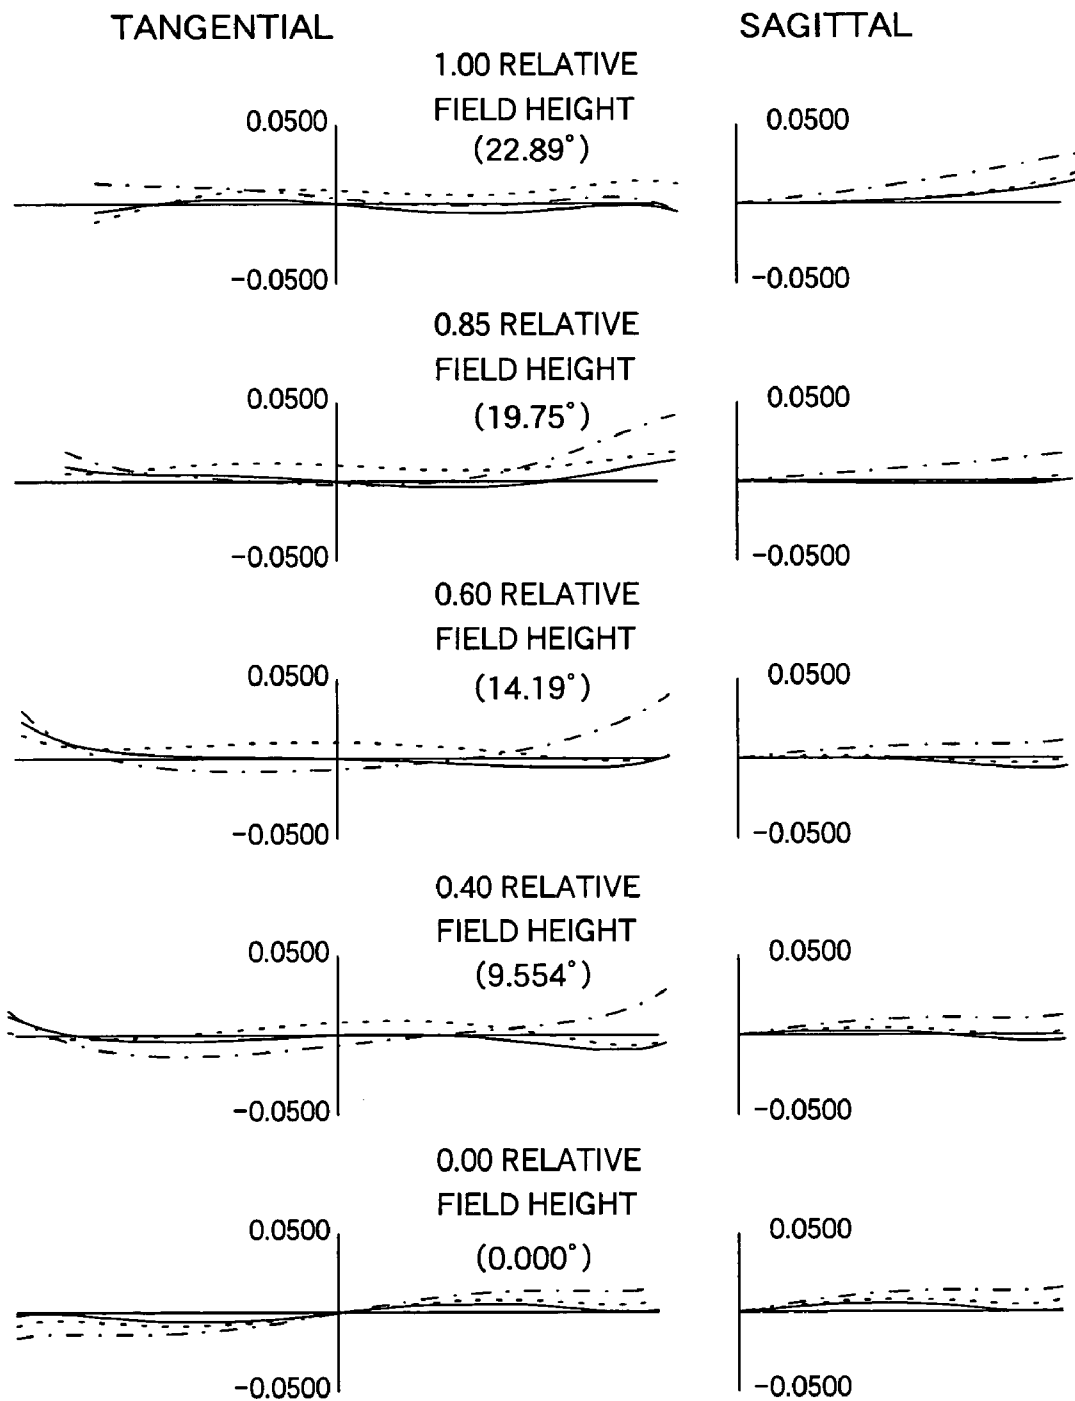 TANGENTIAL
SAGITTAL
1.00 RELATIVE
FIELD HEIGHT
(22.89°)
0.0500
0.0500
-0.0500
-0.0500
0.85 RELATIVE
FIELD HEIGHT
(19.75°)
0.0500
0.0500
-0.0500
-0.0500
0.60 RELATIVE
FIELD HEIGHT
(14.19°)
0.0500
0.0500
-0.0500
-0.0500
0.40 RELATIVE
FIELD HEIGHT
(9.554°)
0.0500
0.0500
-0.0500
-0.0500
0.00 RELATIVE
FIELD HEIGHT
(0.000°)
0.0500
0.0500
-0.0500
-0.0500